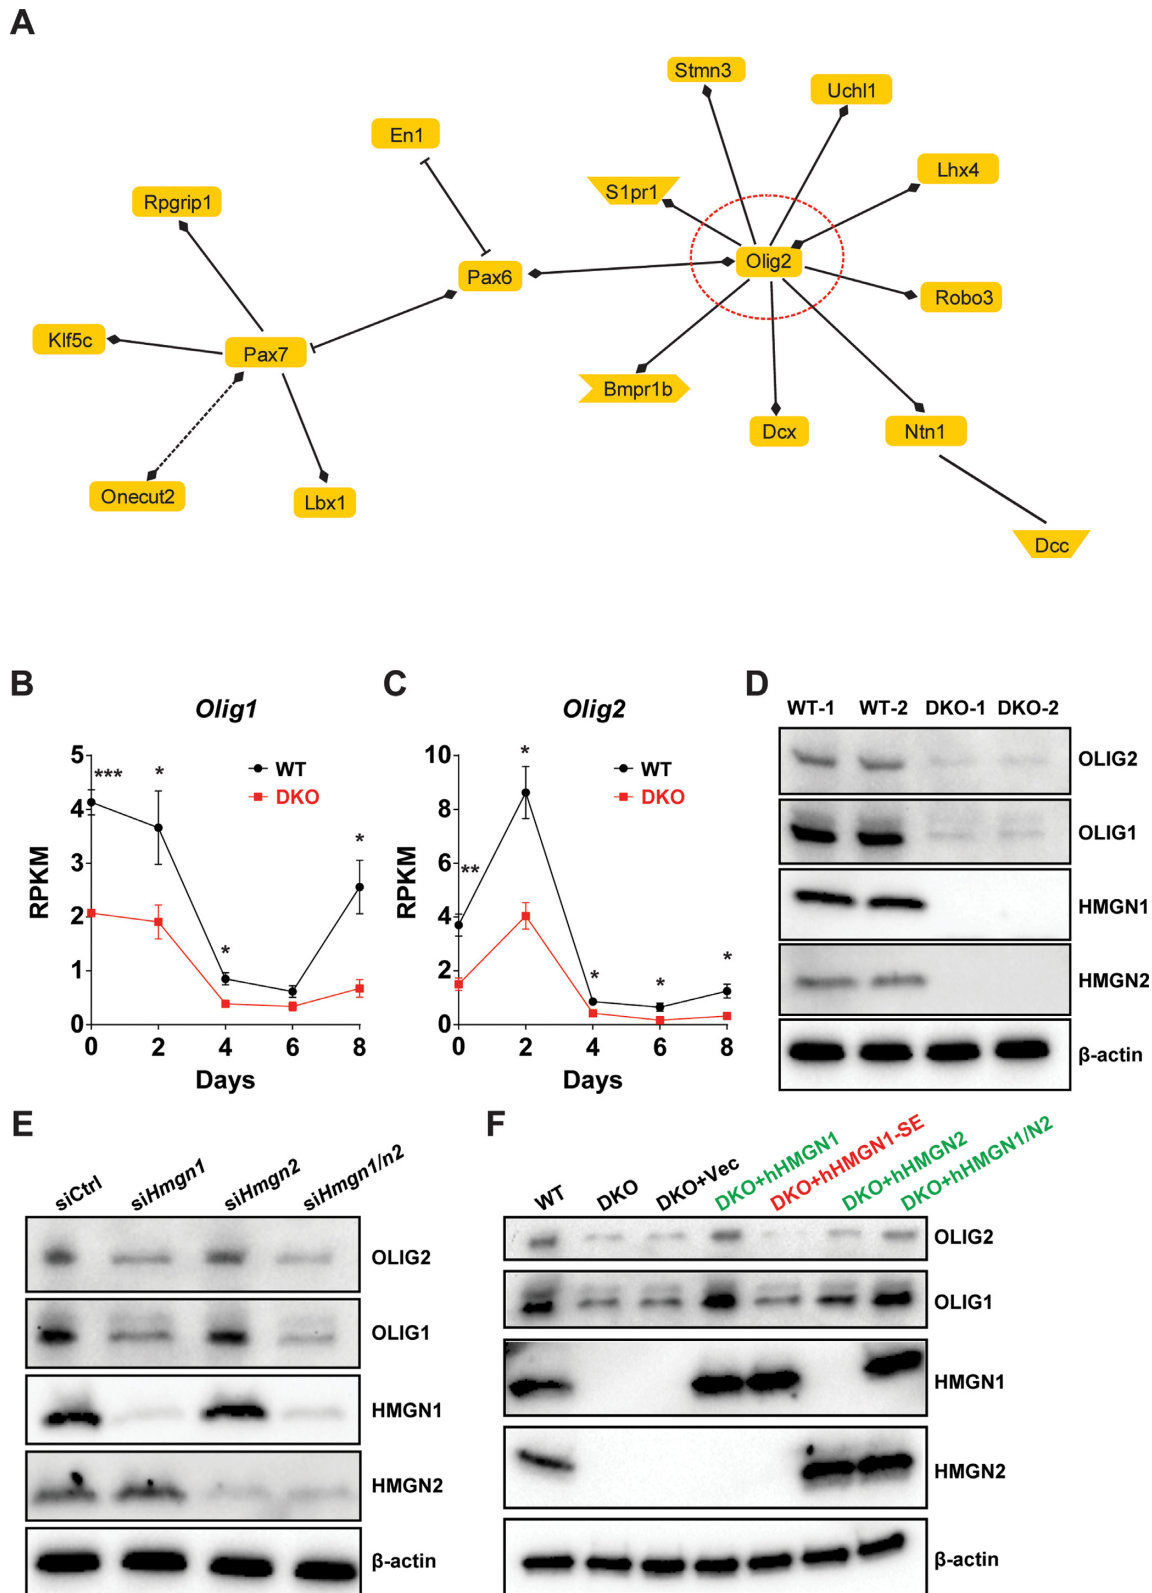 A
Stmn3
Uchl1
En1
Lhx4
S1pr1
Rpgrip1
Olig2
Pax6
Robo3
Klf5c
Pax7
Bmpr1b
Dcx
Ntn1
Onecut2
Lbx1
Dcc
B
Olig1
5
4
3
2
1
0
RPKM
***
*
*
*
WT
DKO
0 2 4 6 8
Days
C
Olig2
10
8
6
4
2
0
RPKM
**
*
*
*
*
WT
DKO
0 2 4 6 8
Days
D
WT-1 WT-2 DKO-1 DKO-2
OLIG2
OLIG1
HMGN1
HMGN2
β-actin
E
siCtrl siHmgn1 siHmgn2 siHmgn1/n2
OLIG2
OLIG1
HMGN1
HMGN2
β-actin
F
WT DKO DKO+Vec DKO+hHMGN1 DKO+hHMGN1-SE DKO+hHMGN2 DKO+hHMGN1/N2
OLIG2
OLIG1
HMGN1
HMGN2
β-actin